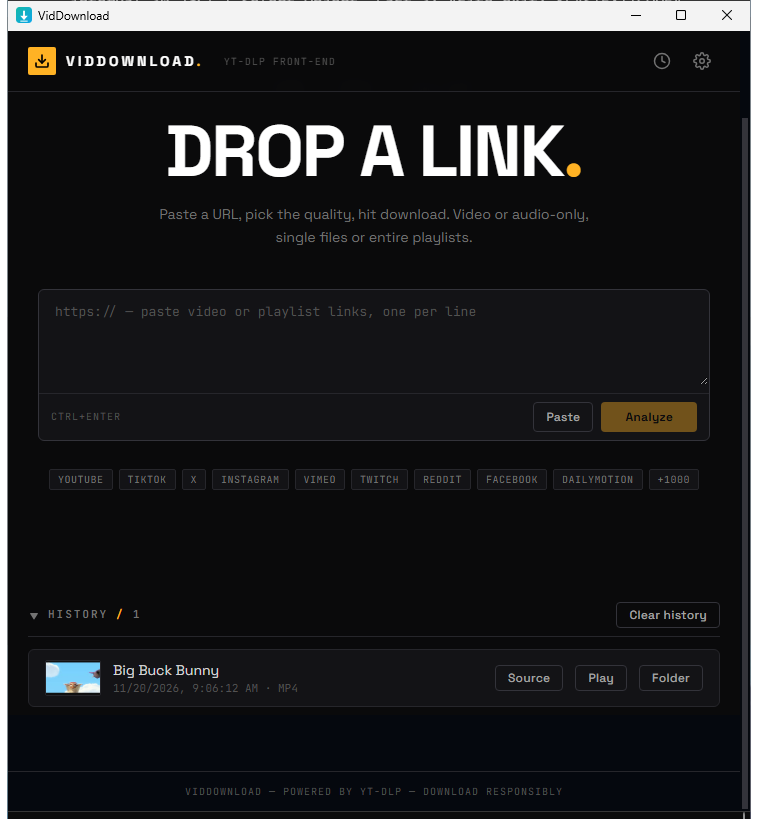 VidDownload
VIDDOWNLOAD. YT-DLP FRONT-END
DROP A LINK.
Paste a URL, pick the quality, hit download. Video or audio-only,
single files or entire playlists.
https:// — paste video or playlist links, one per line
CTRL+ENTER Paste Analyze
YOUTUBE TIKTOK X INSTAGRAM VIMEO TWITCH REDDIT FACEBOOK DAILYMOTION +1000
HISTORY / 1 Clear history
Big Buck Bunny
11/20/2026, 9:06:12 AM · MP4
Source Play Folder
VIDDOWNLOAD — POWERED BY YT-DLP — DOWNLOAD RESPONSIBLY